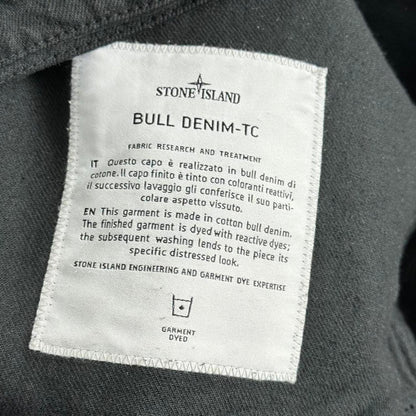 STONE ISLAND
BULL DENIM-TC
FABRIC RESEARCH AND TREATMENT
IT Questo capo è realizzato in bull denim di
cotone. Il capo finito è tinto con coloranti reattivi,
il successivo lavaggio gli conferisce il suo parti-
colare aspetto vissuto.
EN This garment is made in cotton bull denim.
The finished garment is dyed with reactive dyes;
the subsequent washing lends to the piece its
specific distressed look.
STONE ISLAND ENGINEERING AND GARMENT DYE EXPERTISE
GARMENT
DYED